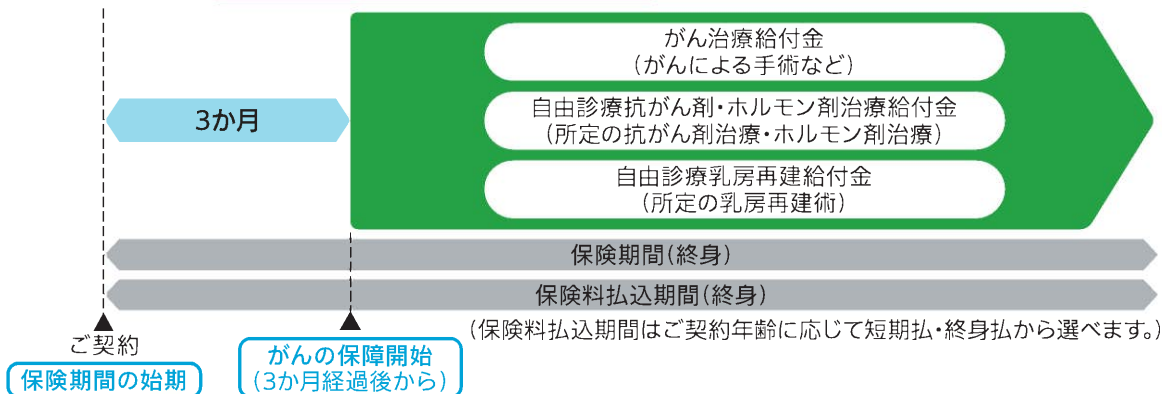 がん治療給付金
(がんによる手術など)
3か月
自由診療抗がん剤・ホルモン剤治療給付金
(所定の抗がん剤治療・ホルモン剤治療)
自由診療乳房再建給付金
(所定の乳房再建術)
保険期間(終身)
保険料払込期間(終身)
(保険料払込期間はご契約年齢に応じて短期払・終身払から選べます。)
ご契約
保険期間の始期
がんの保障開始
(3か月経過後から)